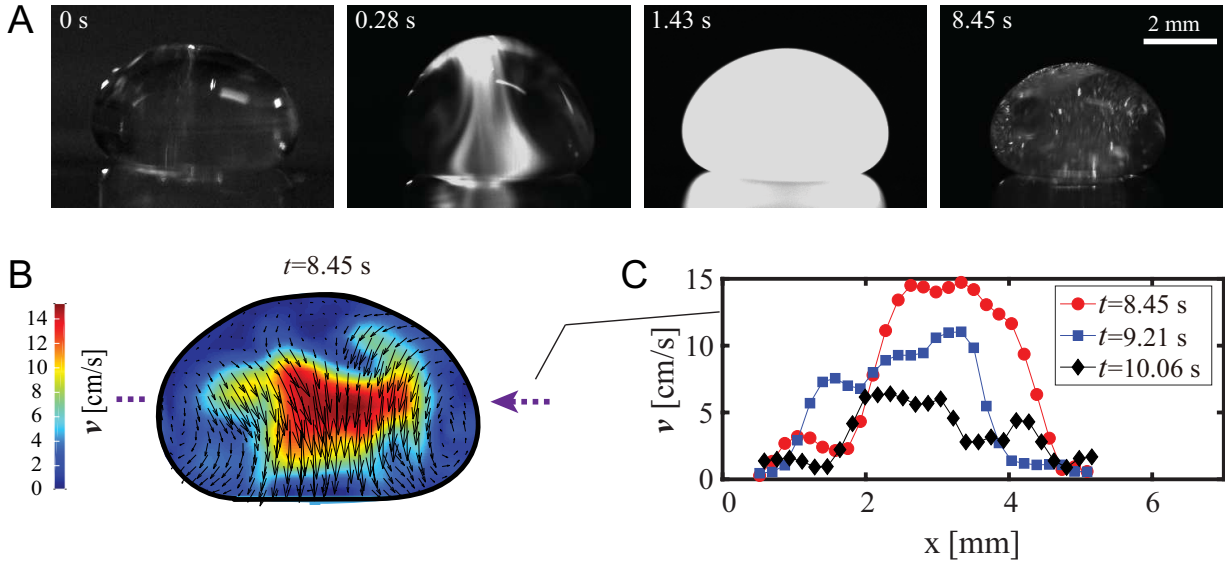 A
0 s
0.28 s
1.43 s
8.45 s
2 mm
B
t=8.45 s
14
12
10
8
6
4
2
0
v [cm/s]
C
15
10
5
0
v [cm/s]
t=8.45 s
t=9.21 s
t=10.06 s
0
2
4
6
x [mm]